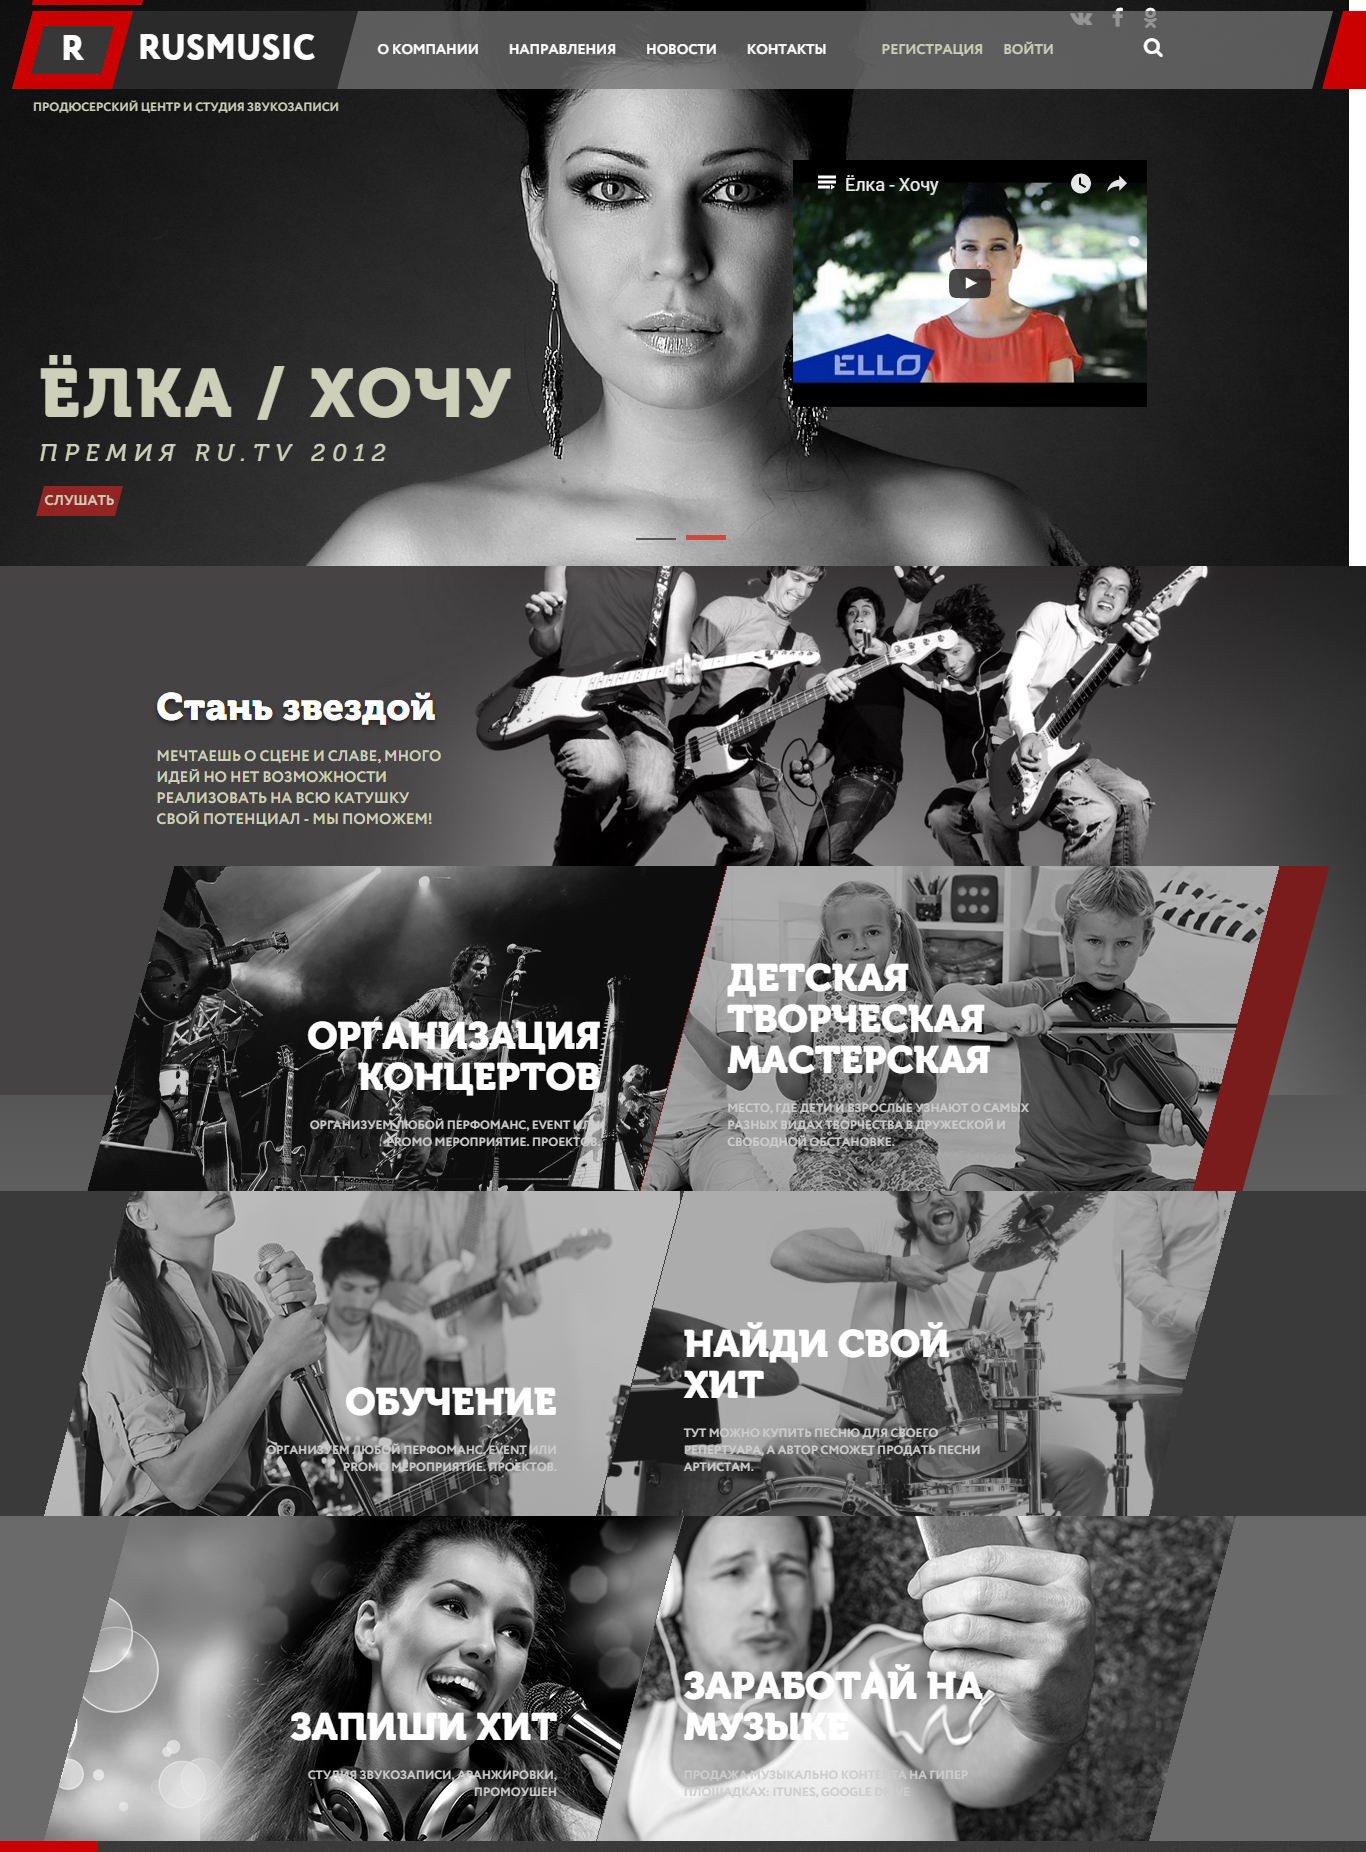 R RUSMUSIC
О КОМПАНИИ НАПРАВЛЕНИЯ НОВОСТИ КОНТАКТЫ РЕГИСТРАЦИЯ ВОЙТИ
ПРОДЮСЕРСКИЙ ЦЕНТР И СТУДИЯ ЗВУКОЗАПИСИ
Ёлка - Хочу
ELLO
ЁЛКА / ХОЧУ
ПРЕМИЯ RU.TV 2012
СЛУШАТЬ
Стань звездой
МЕЧТАЕШЬ О СЦЕНЕ И СЛАВЕ, МНОГО
ИДЕЙ НО НЕТ ВОЗМОЖНОСТИ
РЕАЛИЗОВАТЬ НА ВСЮ КАТУШКУ
СВОЙ ПОТЕНЦИАЛ - МЫ ПОМОЖЕМ!
ОРГАНИЗАЦИЯ
КОНЦЕРТОВ
ОРГАНИЗУЕМ ЛЮБОЙ ПЕРФОМАНС, EVENT ИЛИ
PROMO МЕРОПРИЯТИЕ. ПРОЕКТОВ.
ДЕТСКАЯ
ТВОРЧЕСКАЯ
МАСТЕРСКАЯ
МЕСТО, ГДЕ ДЕТИ И ВЗРОСЛЫЕ УЗНАЮТ О САМЫХ
РАЗНЫХ ВИДАХ ТВОРЧЕСТВА В ДРУЖЕСКОЙ И
СВОБОДНОЙ ОБСТАНОВКЕ.
ОБУЧЕНИЕ
ОРГАНИЗУЕМ ЛЮБОЙ ПЕРФОМАНС, EVENT ИЛИ
PROMO МЕРОПРИЯТИЕ. ПРОЕКТОВ.
НАЙДИ СВОЙ
ХИТ
ТУТ МОЖНО КУПИТЬ ПЕСНЮ ДЛЯ СВОЕГО
РЕПЕРТУАРА, А АВТОР СМОЖЕТ ПРОДАТЬ ПЕСНИ
АРТИСТАМ.
ЗАПИШИ ХИТ
СТУДИЯ ЗВУКОЗАПИСИ, АРАНЖИРОВКИ,
ПРОМОУШЕН
ЗАРАБОТАЙ НА
МУЗЫКЕ
ПРОДАЖА МУЗЫКАЛЬНО КОНТЕНТА НА ГИПЕР
ПЛОЩАДКАХ: ITUNES, GOOGLE DRIVE